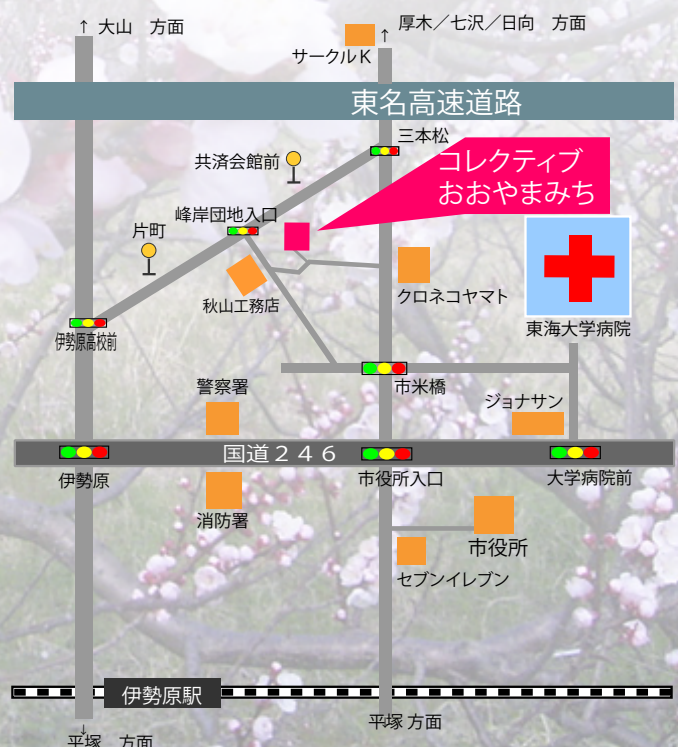 ↑ 大山　方面
厚木／七沢／日向　方面
↑
サークルＫ
東名高速道路
三本松
共済会館前
コレクティブ
おおやまみち
峰岸団地入口
片町
クロネコヤマト
秋山工務店
東海大学病院
伊勢原高校前
警察署
市米橋
ジョナサン
国道２４６
伊勢原
市役所入口
大学病院前
消防署
市役所
セブンイレブン
伊勢原駅
平塚 方面
↓
平塚　方面